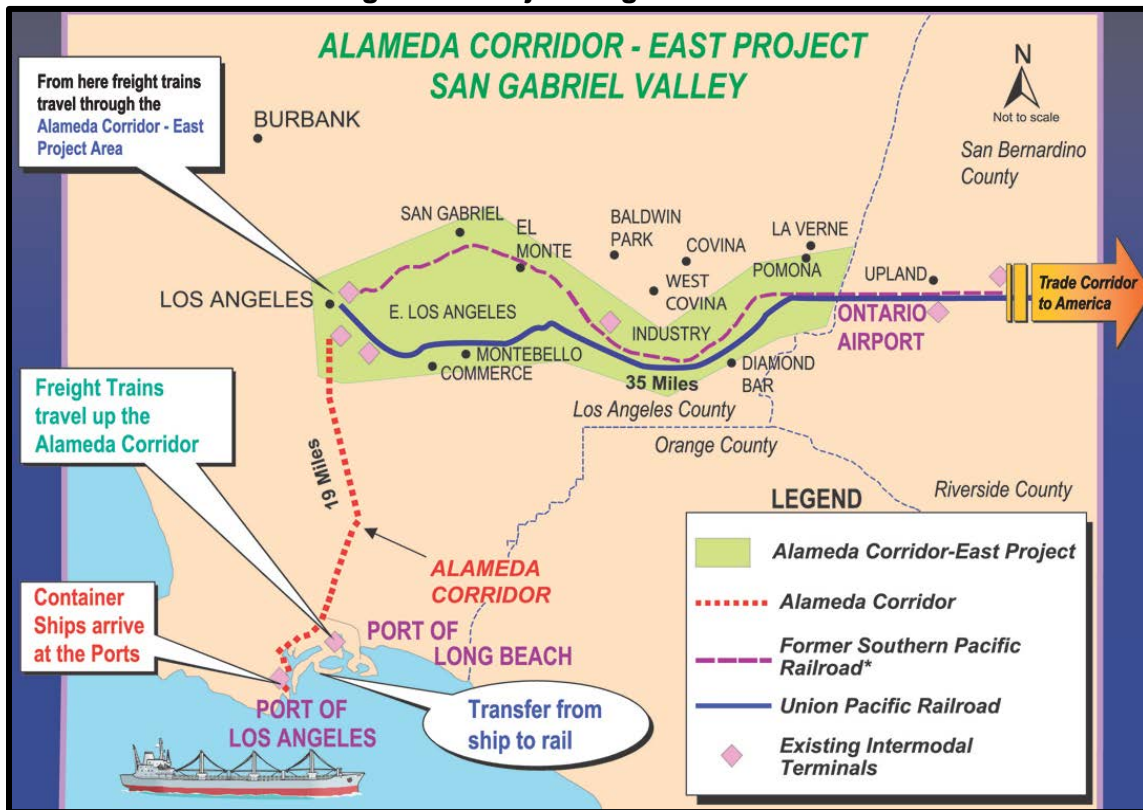 ALAMEDA CORRIDOR - EAST PROJECT
SAN GABRIEL VALLEY
N
Not to scale
From here freight trains
travel through the
Alameda Corridor - East
Project Area
BURBANK
San Bernardino
County
SAN GABRIEL
EL
MONTE
BALDWIN
PARK
COVINA
WEST
COVINA
LA VERNE
POMONA
UPLAND
Trade Corridor
to America
LOS ANGELES
E. LOS ANGELES
INDUSTRY
ONTARIO
AIRPORT
MONTEBELLO
COMMERCE
35 Miles
DIAMOND
BAR
Los Angeles County
Orange County
Riverside County
Freight Trains
travel up the
Alameda Corridor
19 Miles
ALAMEDA
CORRIDOR
Container
Ships arrive
at the Ports
PORT OF
LONG BEACH
PORT OF
LOS ANGELES
Transfer from
ship to rail
LEGEND
Alameda Corridor-East Project
Alameda Corridor
Former Southern Pacific
Railroad*
Union Pacific Railroad
Existing Intermodal
Terminals